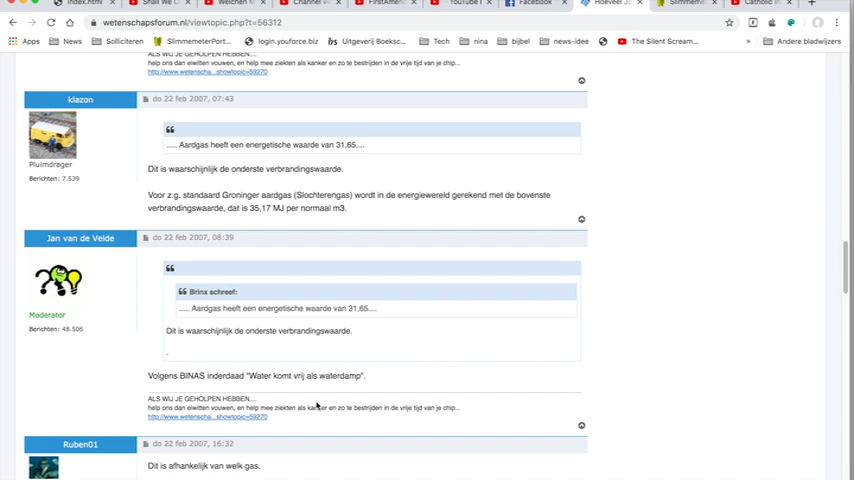 index.html
Shall We C
Welchen
Channel
FirstAmend
YouTube
Facebook
Hoeveel Jo
Slimmeme
Catholic
wetenschapsforum.nl/viewtopic.php?t=56312
Apps
News
Solliciteren
SlimmeterPort...
login.youforce.biz
Uitgeverij Boeksc...
Tech
nina
bijbel
news-idee
The Silent Scream...
»
Andere bladwijzers
ALS WIJ JE GEHOLPEN HEBBEN....
help ons dan eiwitten vouwen, en help mee ziekten als kanker en zo te bestrijden in de vrije tijd van je chip...
http://www.wetenscha...showtopic=59270
klazon
do 22 feb 2007, 07:43
..... Aardgas heeft een energetische waarde van 31,65....
Pluimdrager
Berichten: 7.539
Dit is waarschijnlijk de onderste verbrandingswaarde.
Voor z.g. standaard Groninger aardgas (Slochterengas) wordt in de energiewereld gerekend met de bovenste
verbrandingswaarde, dat is 35,17 MJ per normaal m3.
Jan van de Velde
do 22 feb 2007, 08:39
Brinx schreef:
..... Aardgas heeft een energetische waarde van 31,65....
Moderator
Berichten: 48.506
Dit is waarschijnlijk de onderste verbrandingswaarde.
.
Volgens BINAS inderdaad "Water komt vrij als waterdamp".
ALS WIJ JE GEHOLPEN HEBBEN....
help ons dan eiwitten vouwen, en help mee ziekten als kanker en zo te bestrijden in de vrije tijd van je chip...
http://www.wetenscha...showtopic=59270
Ruben01
do 22 feb 2007, 16:32
Dit is afhankelijk van welk gas.